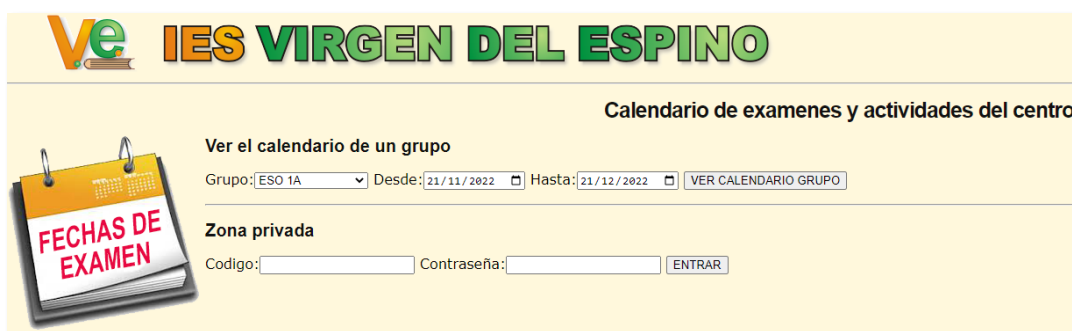 Ve IES VIRGEN DEL ESPINO
Calendario de examenes y actividades del centro
Ver el calendario de un grupo
Grupo: ESO 1A Desde: 21/11/2022 Hasta: 21/12/2022 VER CALENDARIO GRUPO
FECHAS DE
EXAMEN
Zona privada
Codigo: Contraseña: ENTRAR